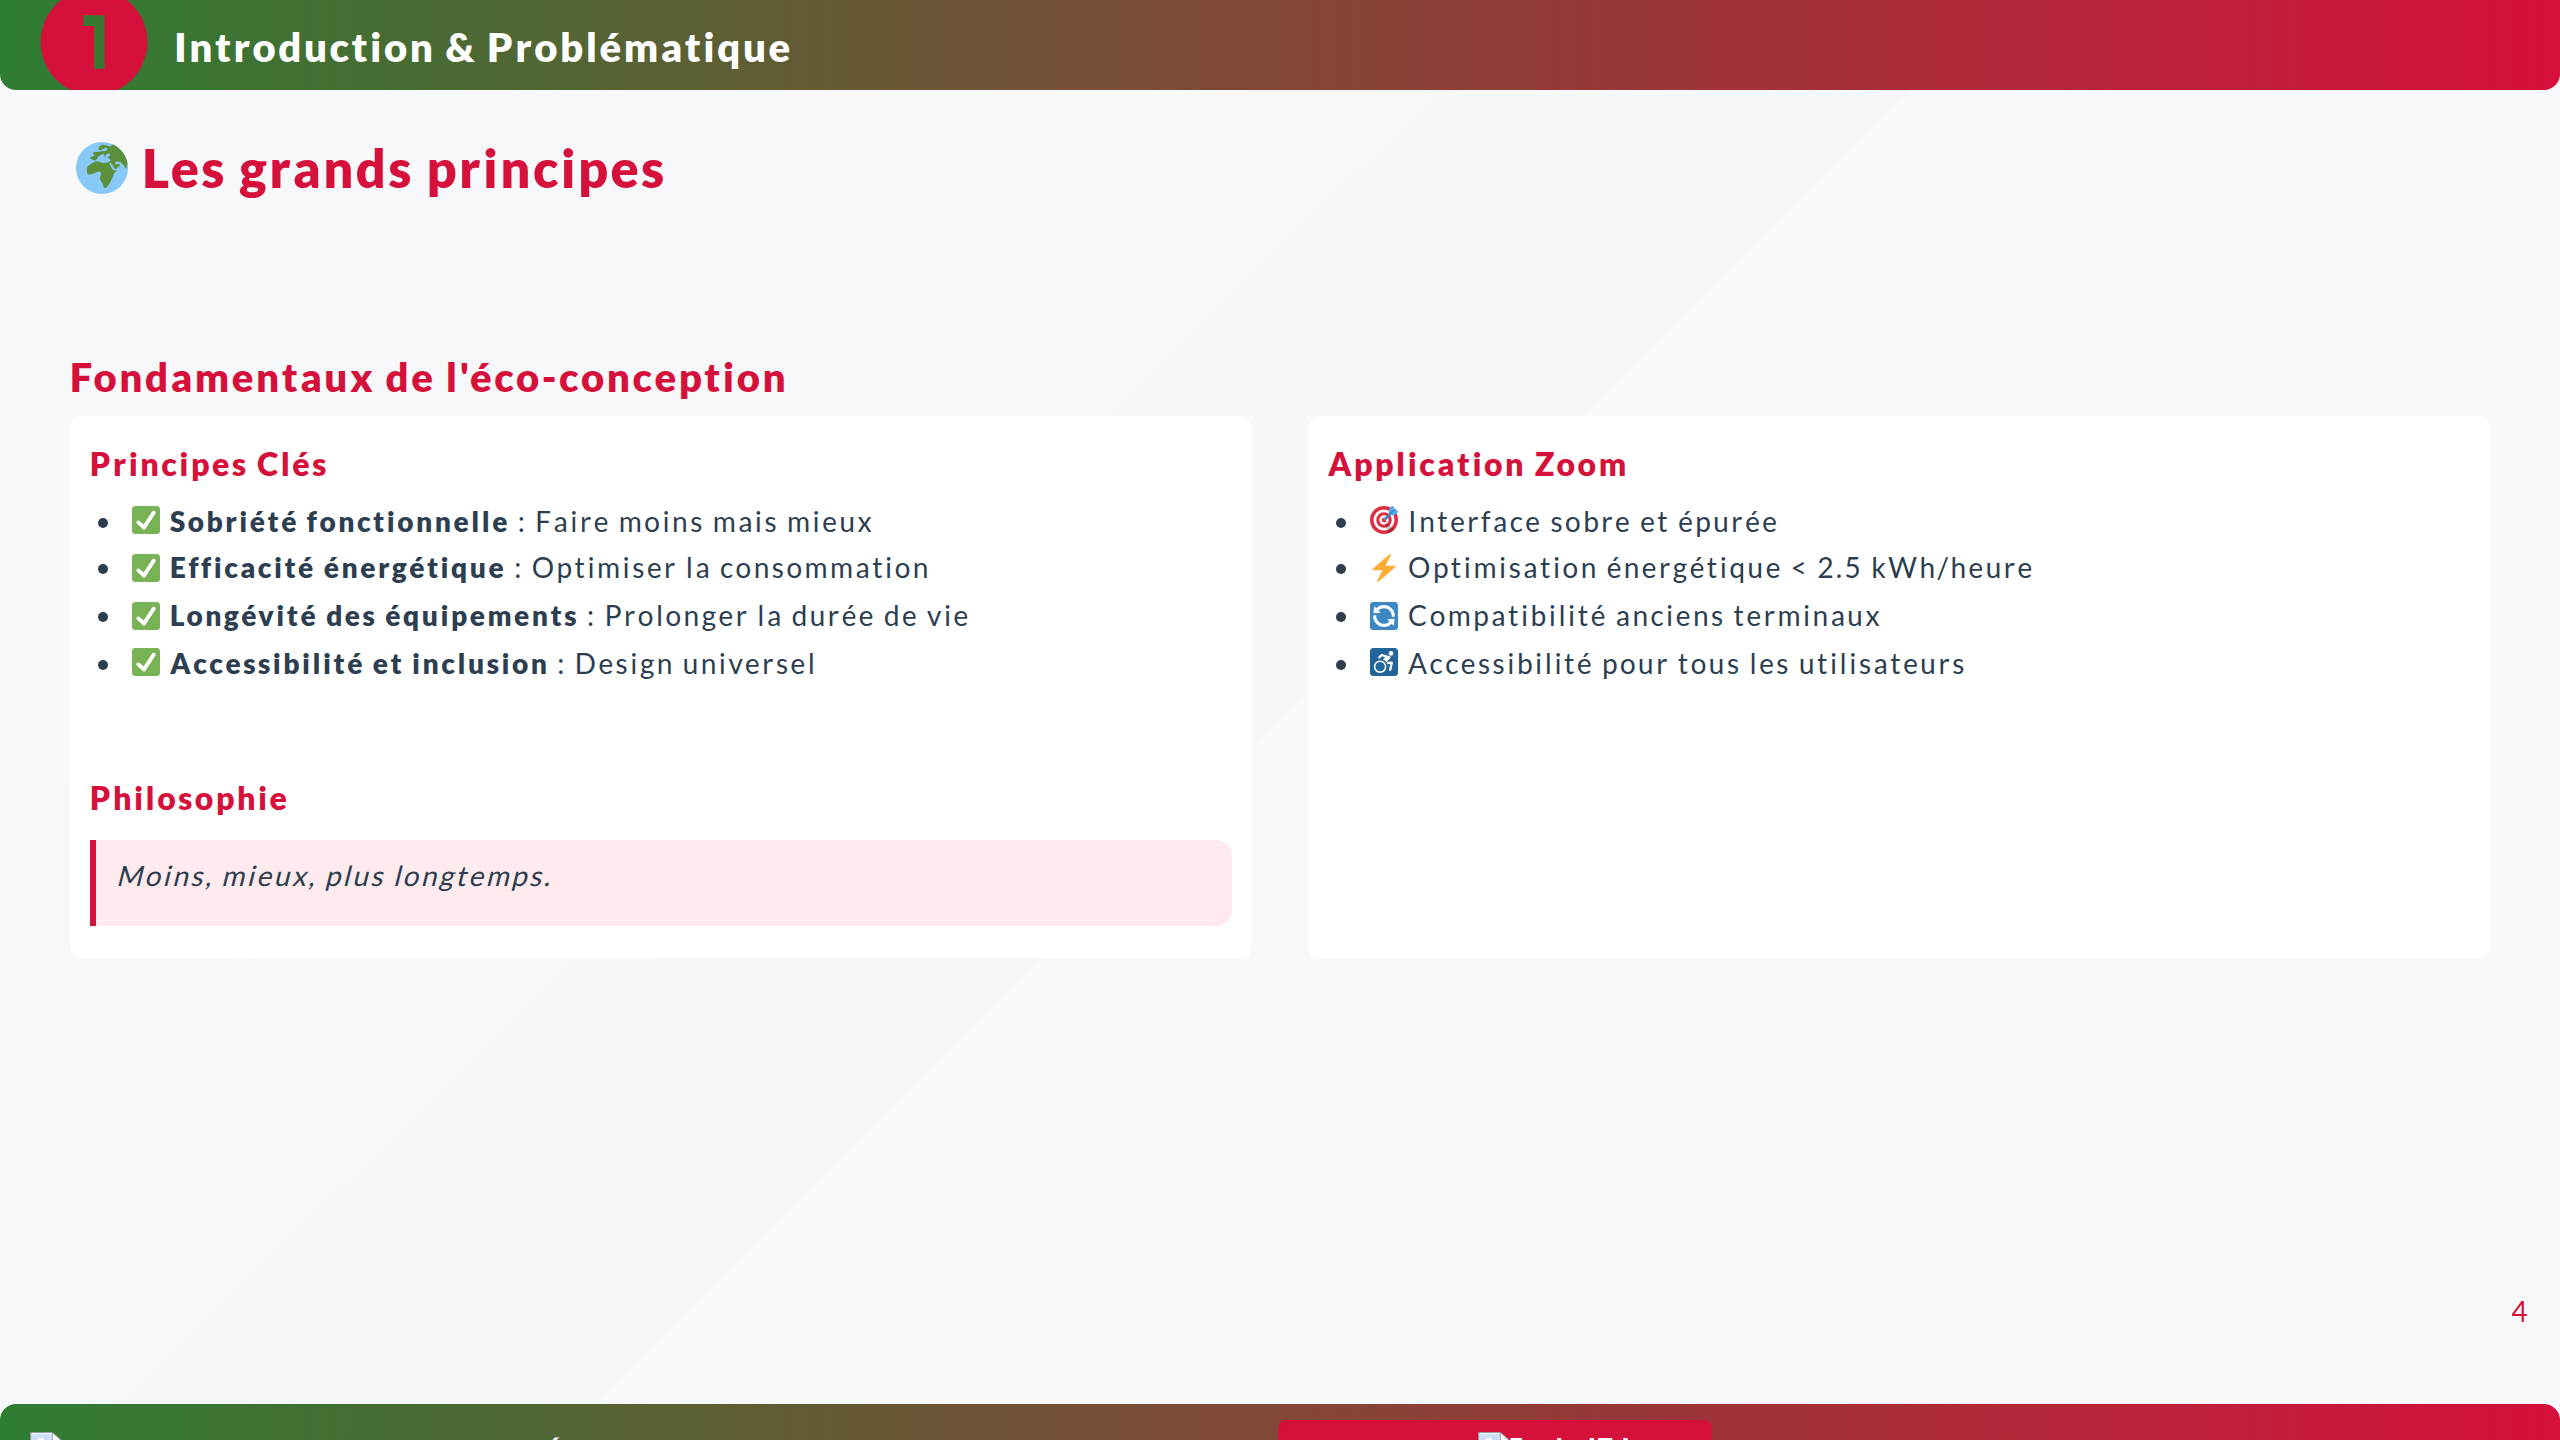 1
Introduction & Problématique
🌍 Les grands principes
Fondamentaux de l'éco-conception
Principes Clés
• ✅ Sobriété fonctionnelle : Faire moins mais mieux
• ✅ Efficacité énergétique : Optimiser la consommation
• ✅ Longévité des équipements : Prolonger la durée de vie
• ✅ Accessibilité et inclusion : Design universel
Philosophie
Moins, mieux, plus longtemps.
Application Zoom
• 🎯 Interface sobre et épurée
• ⚡ Optimisation énergétique < 2.5 kWh/heure
• 🔄 Compatibilité anciens terminaux
• ♿ Accessibilité pour tous les utilisateurs
4